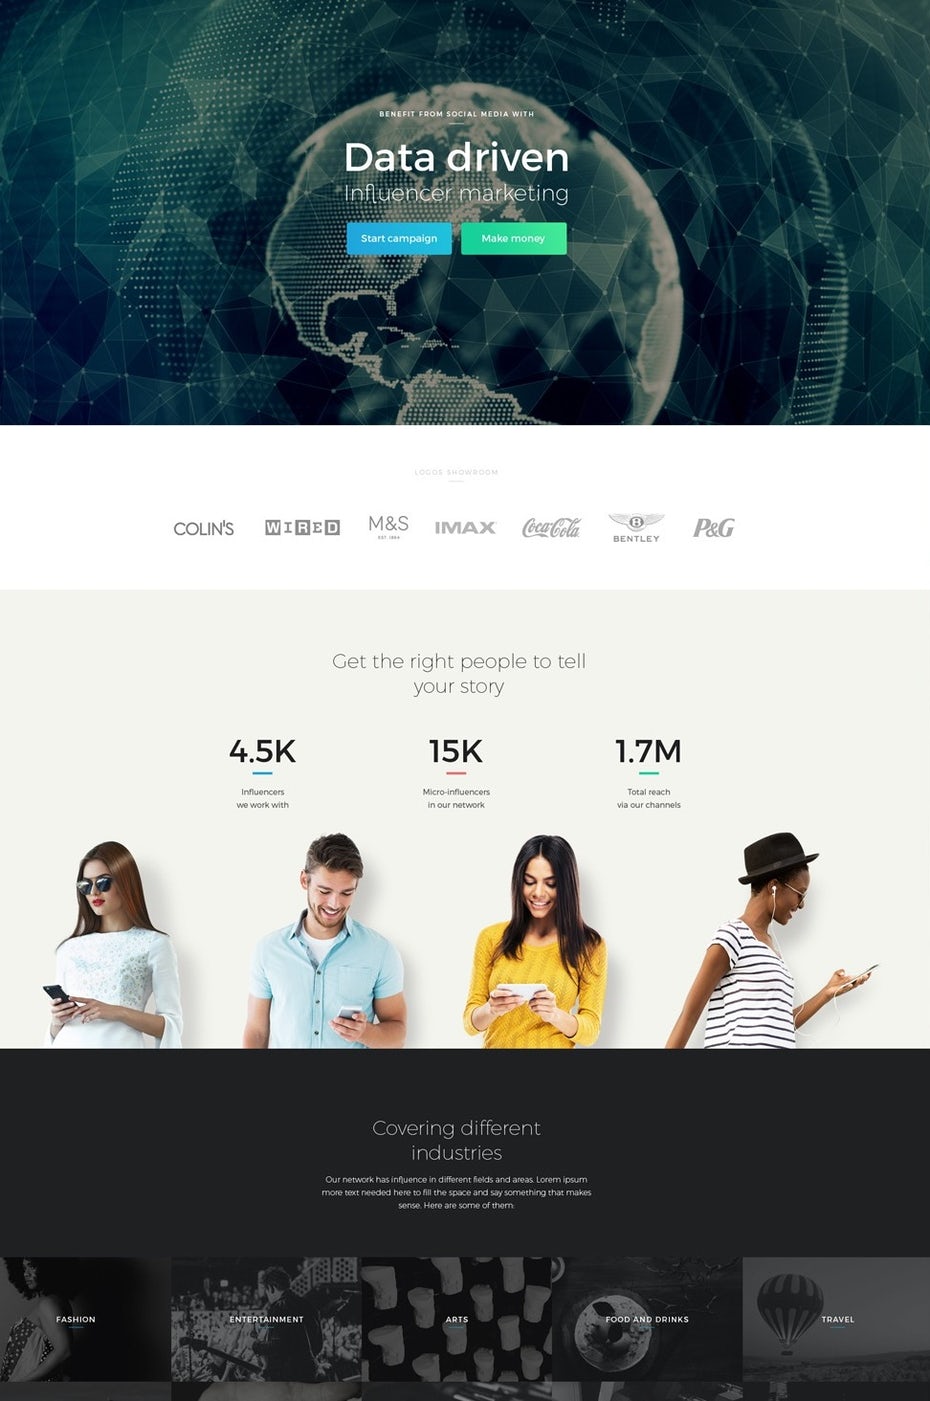 BENEFIT FROM SOCIAL MEDIA WITH
Data driven
Influencer marketing
Start campaign
Make money
LOGOS SHOWROOM
COLIN'S
WIRED
M&S
EST. 1884
IMAX
Coca-Cola
B
BENTLEY
P&G
Get the right people to tell
your story
4.5K
15K
1.7M
Influencers
we work with
Micro-influencers
in our network
Total reach
via our channels
Covering different
industries
Our network has influence in different fields and areas. Lorem ipsum
more text needed here to fill the space and say something that makes
sense. Here are some of them:
FASHION
ENTERTAINMENT
ARTS
FOOD AND DRINKS
TRAVEL